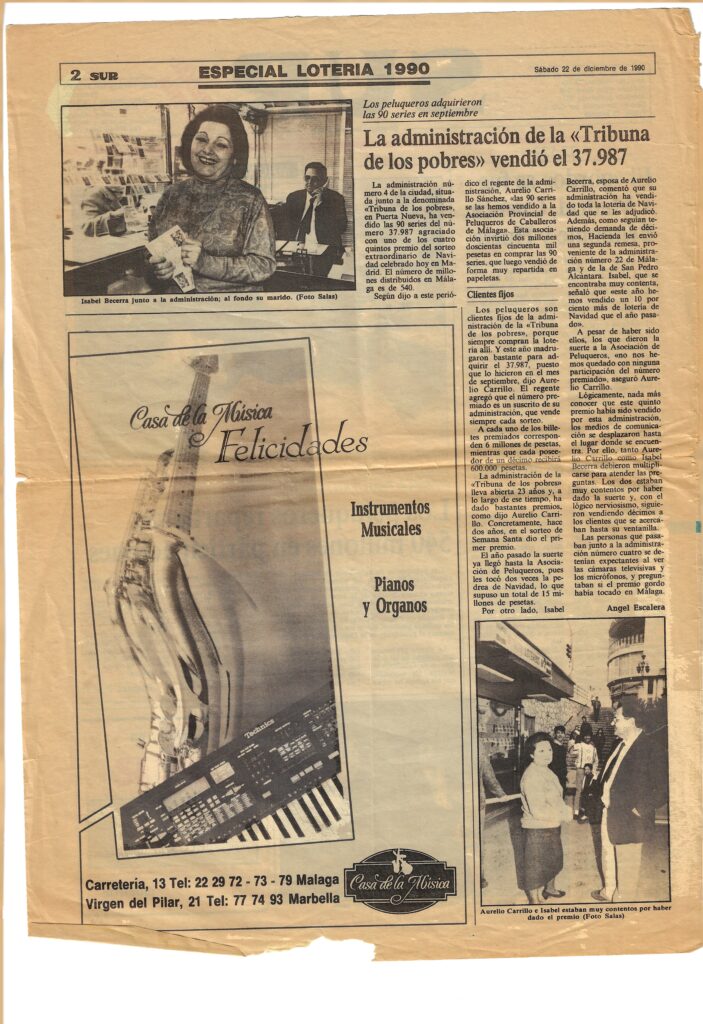 2 SUR
ESPECIAL LOTERIA 1990
Sábado 22 de diciembre de 1990
Isabel Becerra junto a la administración; al fondo su marido. (Foto Salas)
Los peluqueros adquirieron
las 90 series en septiembre
La administración de la «Tribuna
de los pobres» vendió el 37.987
La administración nú-
mero 4 de la ciudad, situa-
da junto a la denominada
«Tribuna de los pobres»,
en Puerta Nueva, ha ven-
dido las 90 series del nú-
mero 37.987 agraciado
con uno de los cuatro
quintos premio del sorteo
extraordinario de Navi-
dad celebrado hoy en Ma-
drid. El número de millo-
nes distribuidos en Málaga
es de 540.
Según dijo a este perió-
dico el regente de la admi-
nistración, Aurelio Carri-
llo Sánchez, «las 90 series
se las hemos vendido a la
Asociación Provincial de
Peluqueros de Caballeros
de Málaga». Esta asocia-
ción invirtió dos millones
doscientas cincuenta mil
pesetas en comprar las 90
series, que luego vendió de
forma muy repartida en
papeletas.
Clientes fijos
Los peluqueros son
clientes fijos de la admi-
nistración de la «Tribuna
de los pobres», porque
siempre compran la lote-
ría allí. Y este año madru-
garon bastante para ad-
quirir el 37.987, puesto
que lo hicieron en el mes
de septiembre, dijo Aure-
lio Carrillo. El regente
agregó que el número pre-
miado es un suscrito de su
administración, que vende
siempre cada sorteo.
A cada uno de los bille-
tes premiados correspon-
den 6 millones de pesetas,
mientras que cada posee-
dor de un décimo recibirá
600.000 pesetas.
La administración de la
«Tribuna de los pobres»
lleva abierta 23 años y, a
lo largo de ese tiempo, ha
dado bastantes premios,
como dijo Aurelio Carri-
llo. Concretamente, hace
dos años, en el sorteo de
Semana Santa dio el pri-
mer premio.
El año pasado la suerte
ya llegó hasta la Asocia-
ción de Peluqueros, pues
les tocó dos veces la pe-
drea de Navidad, lo que
supuso un total de 15 mi-
llones de pesetas.
Por otro lado, Isabel
Becerra, esposa de Aurelio
Carrillo, comentó que su
administración ha vendi-
do toda la lotería de Navi-
dad que se le adjudicó.
Además, como seguían te-
niendo demanda de déci-
mos, Hacienda les envió
una segunda remesa, pro-
veniente de la administra-
ción número 22 de Málaga
y de la de San Pedro
Alcántara. Isabel, que se
encontraba muy contenta,
señaló que «este año he-
mos vendido un 10 por
ciento más de lotería de
Navidad que el año pasa-
do».
A pesar de haber sido
ellos, los que dieron la
suerte a la Asociación de
Peluqueros, «no nos he-
mos quedado con ninguna
participación del número
premiado», aseguró Aure-
lio Carrillo.
Lógicamente, nada más
conocer que este quinto
premio había sido vendido
por esta administración,
los medios de comunica-
ción se desplazaron hasta
el lugar donde se encuen-
tra. Por ello, tanto Aure-
lio Carrillo como Isabel
Becerra debieron multipli-
carse para atender las pre-
guntas. Los dos estaban
muy contentos por haber
dado la suerte y, con el
lógico nerviosismo, siguie-
ron vendiendo décimos a
los clientes que se acerca-
ban hasta su ventanilla.
Las personas que pasa-
ban junto a la administra-
ción número cuatro se de-
tenían expectantes al ver
las cámaras televisivas y
los micrófonos, y pregun-
taban si el premio gordo
había tocado en Málaga.
Angel Escalera
Casa de la Música
Felicidades
Instrumentos
Musicales
Pianos
y Organos
Technics
Carretería, 13 Tel: 22 29 72 - 73 - 79 Malaga
Virgen del Pilar, 21 Tel: 77 74 93 Marbella
Casa de la Música
Aurelio Carrillo e Isabel estaban muy contentos por haber
dado el premio (Foto Salas)